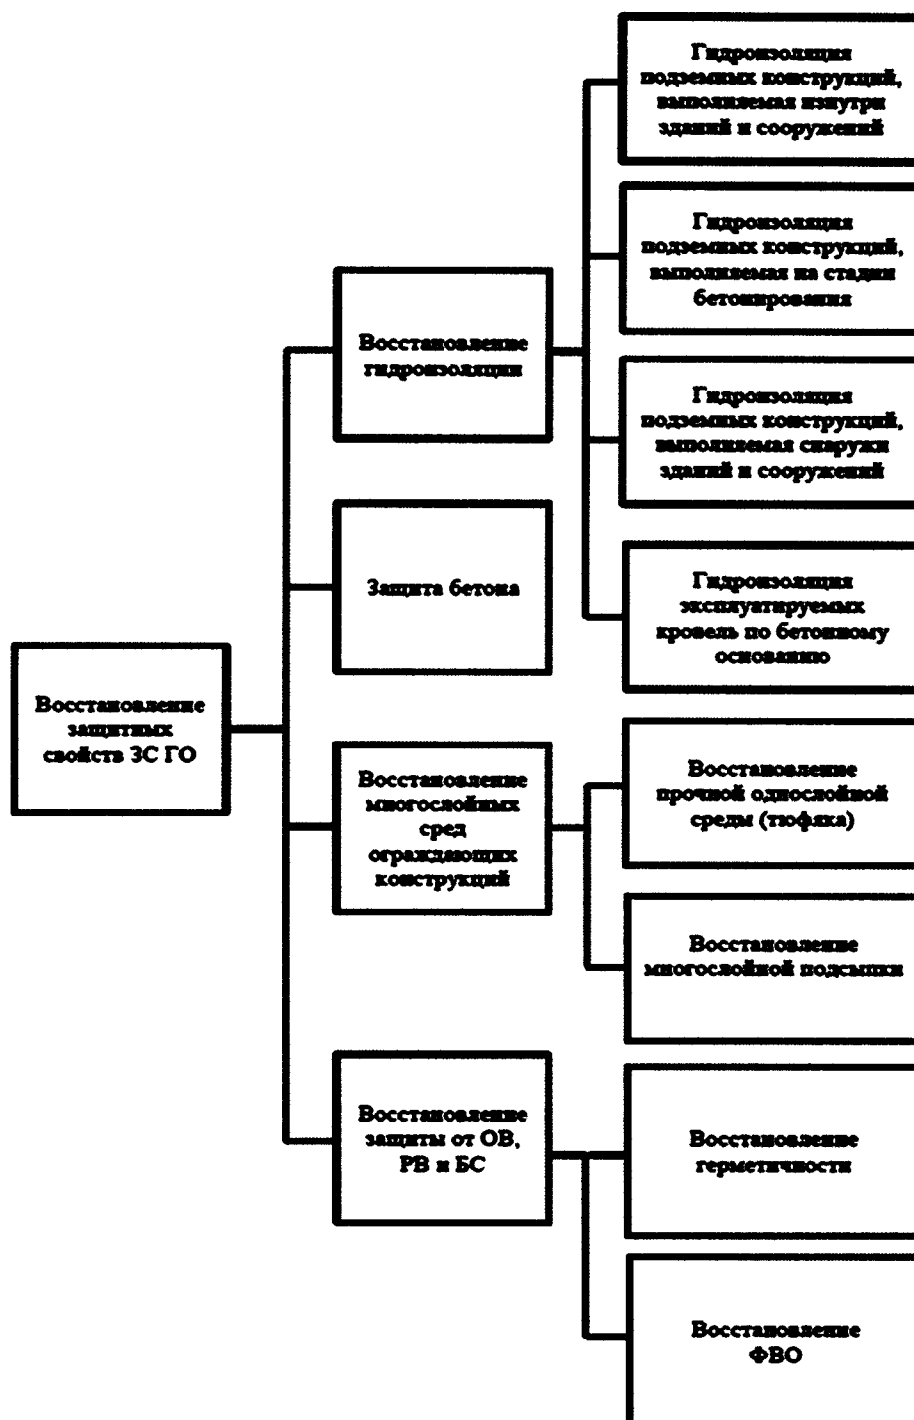 Восстановление
защитных
свойств ЗС ГО
Восстановление
гидроизоляции
Гидроизоляция
подземных конструкций,
выполняемая изнутри
зданий и сооружений
Гидроизоляция
подземных конструкций,
выполняемая на стадии
бетонирования
Гидроизоляция
подземных конструкций,
выполняемая снаружи
зданий и сооружений
Гидроизоляция
эксплуатируемых
кровель по бетонному
основанию
Защита бетона
Восстановление
многослойных
сред
ограждающих
конструкций
Восстановление
прочной однослойной
среды (тюфяка)
Восстановление
многослойной подсыпки
Восстановление
защиты от ОВ,
РВ и БС
Восстановление
герметичности
Восстановление
ФВО